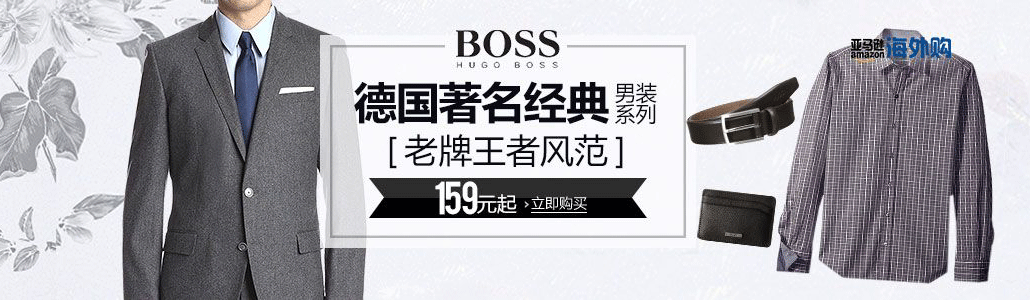 BOSS
HUGO BOSS
德国著名经典 男装系列
[ 老牌王者风范 ]
159元起 >立即购买
亚马逊 amazon 海外购